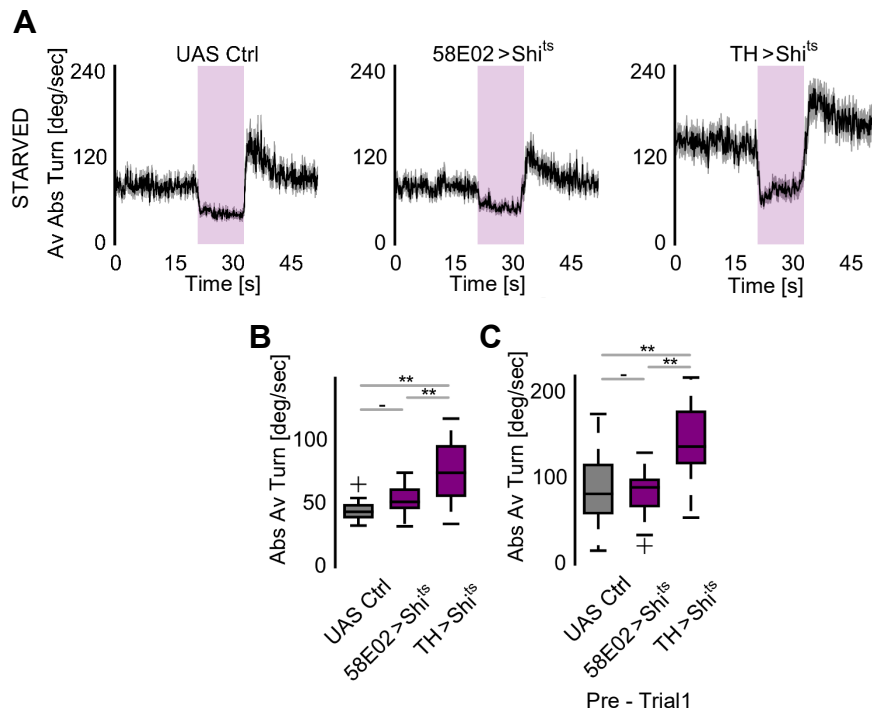 A
UAS Ctrl
58E02>Shi^ts
TH>Shi^ts
STARVED
Av Abs Turn [deg/sec]
240
120
0
240
120
0
240
120
0
0 15 30 45
0 15 30 45
0 15 30 45
Time [s]
Time [s]
Time [s]
B
Abs Av Turn [deg/sec]
100
50
0
**
**
-
UAS Ctrl
58E02>Shi^ts
TH>Shi^ts
C
Abs Av Turn [deg/sec]
200
100
0
**
**
-
UAS Ctrl
58E02>Shi^ts
TH>Shi^ts
Pre - Trial1